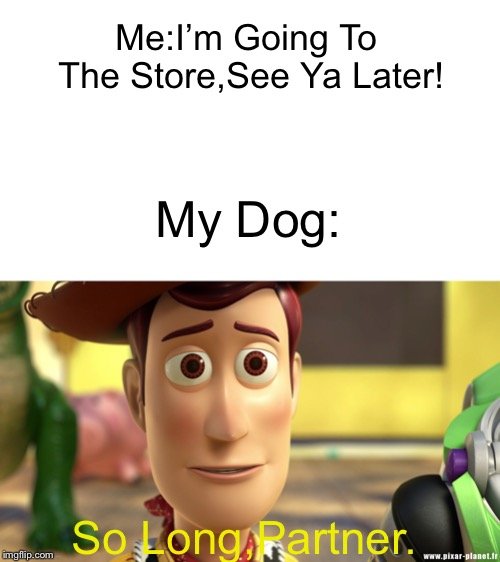 Me:I’m Going To
The Store,See Ya Later!
My Dog:
So Long,Partner.
imgflip.com
www.pixar-planet.fr